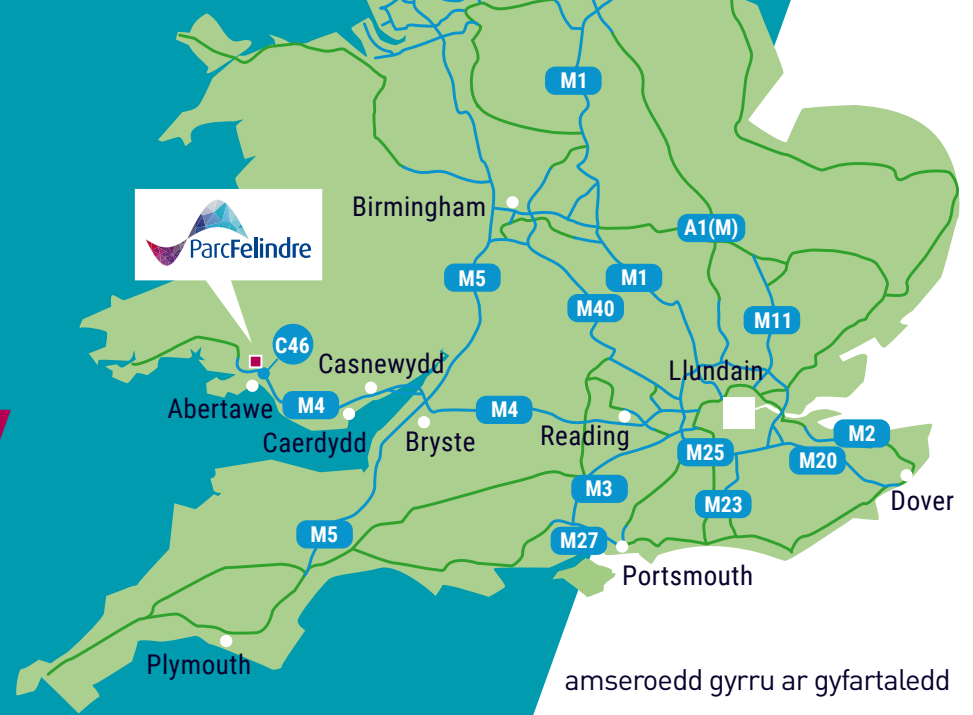 M1
Birmingham
A1(M)
ParcFelindre
M5
M1
M40
M11
C46
Casnewydd
Llundain
Abertawe
M4
M4
Caerdydd
Bryste
Reading
M2
M25
M20
M3
M23
Dover
M5
M27
Portsmouth
Plymouth
amseroedd gyrru ar gyfartaledd